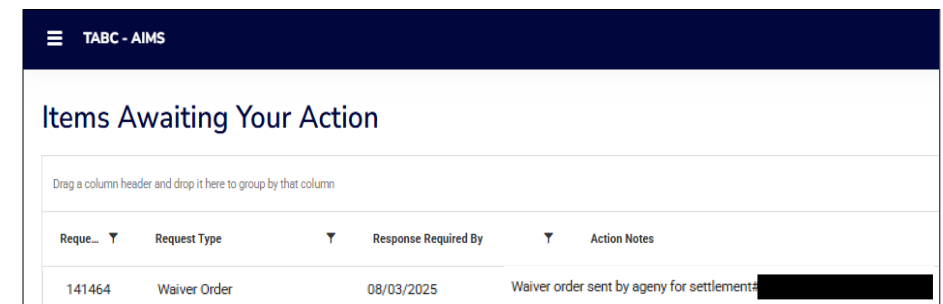 TABC - AIMS
Items Awaiting Your Action
Drag a column header and drop it here to group by that column
Reque... Request Type Response Required By Action Notes
141464 Waiver Order 08/03/2025 Waiver order sent by ageny for settlement#